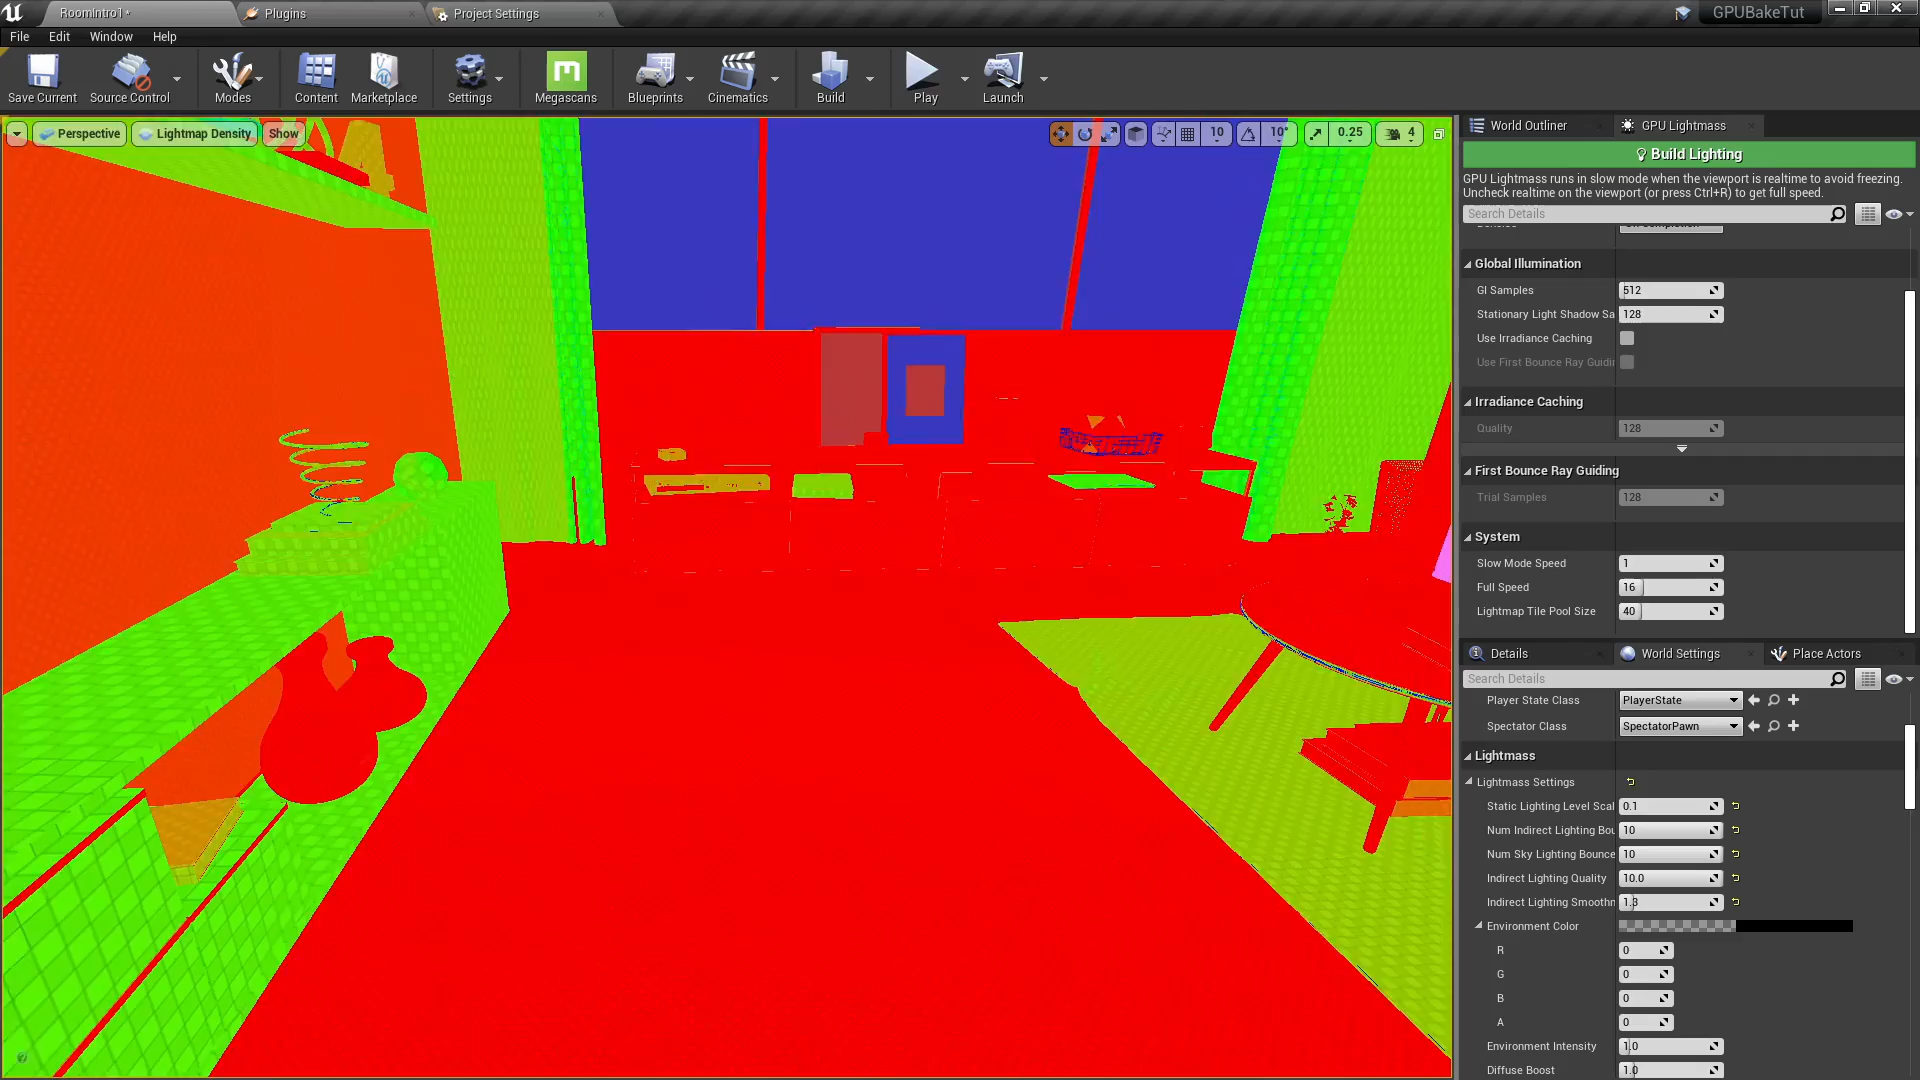 RoomIntro1*
Plugins
Project Settings
GPUBakeTut
File
Edit
Window
Help
Save Current
Source Control
Modes
Content
Marketplace
Settings
Megascans
Blueprints
Cinematics
Build
Play
Launch
Perspective
Lightmap Density
Show
10
10°
0.25
4
World Outliner
GPU Lightmass
Build Lighting
GPU Lightmass runs in slow mode when the viewport is realtime to avoid freezing.
Uncheck realtime on the viewport (or press Ctrl+R) to get full speed.
Search Details
Global Illumination
GI Samples
512
Stationary Light Shadow Sa
128
Use Irradiance Caching
Use First Bounce Ray Guidin
Irradiance Caching
Quality
128
First Bounce Ray Guiding
Trial Samples
128
System
Slow Mode Speed
1
Full Speed
16
Lightmap Tile Pool Size
40
Details
World Settings
Place Actors
Search Details
Player State Class
PlayerState
Spectator Class
SpectatorPawn
Lightmass
Lightmass Settings
Static Lighting Level Scal
0.1
Num Indirect Lighting Bou
10
Num Sky Lighting Bounce
10
Indirect Lighting Quality
10.0
Indirect Lighting Smoothn
1.3
Environment Color
R
0
G
0
B
0
A
0
Environment Intensity
1.0
Diffuse Boost
1.0